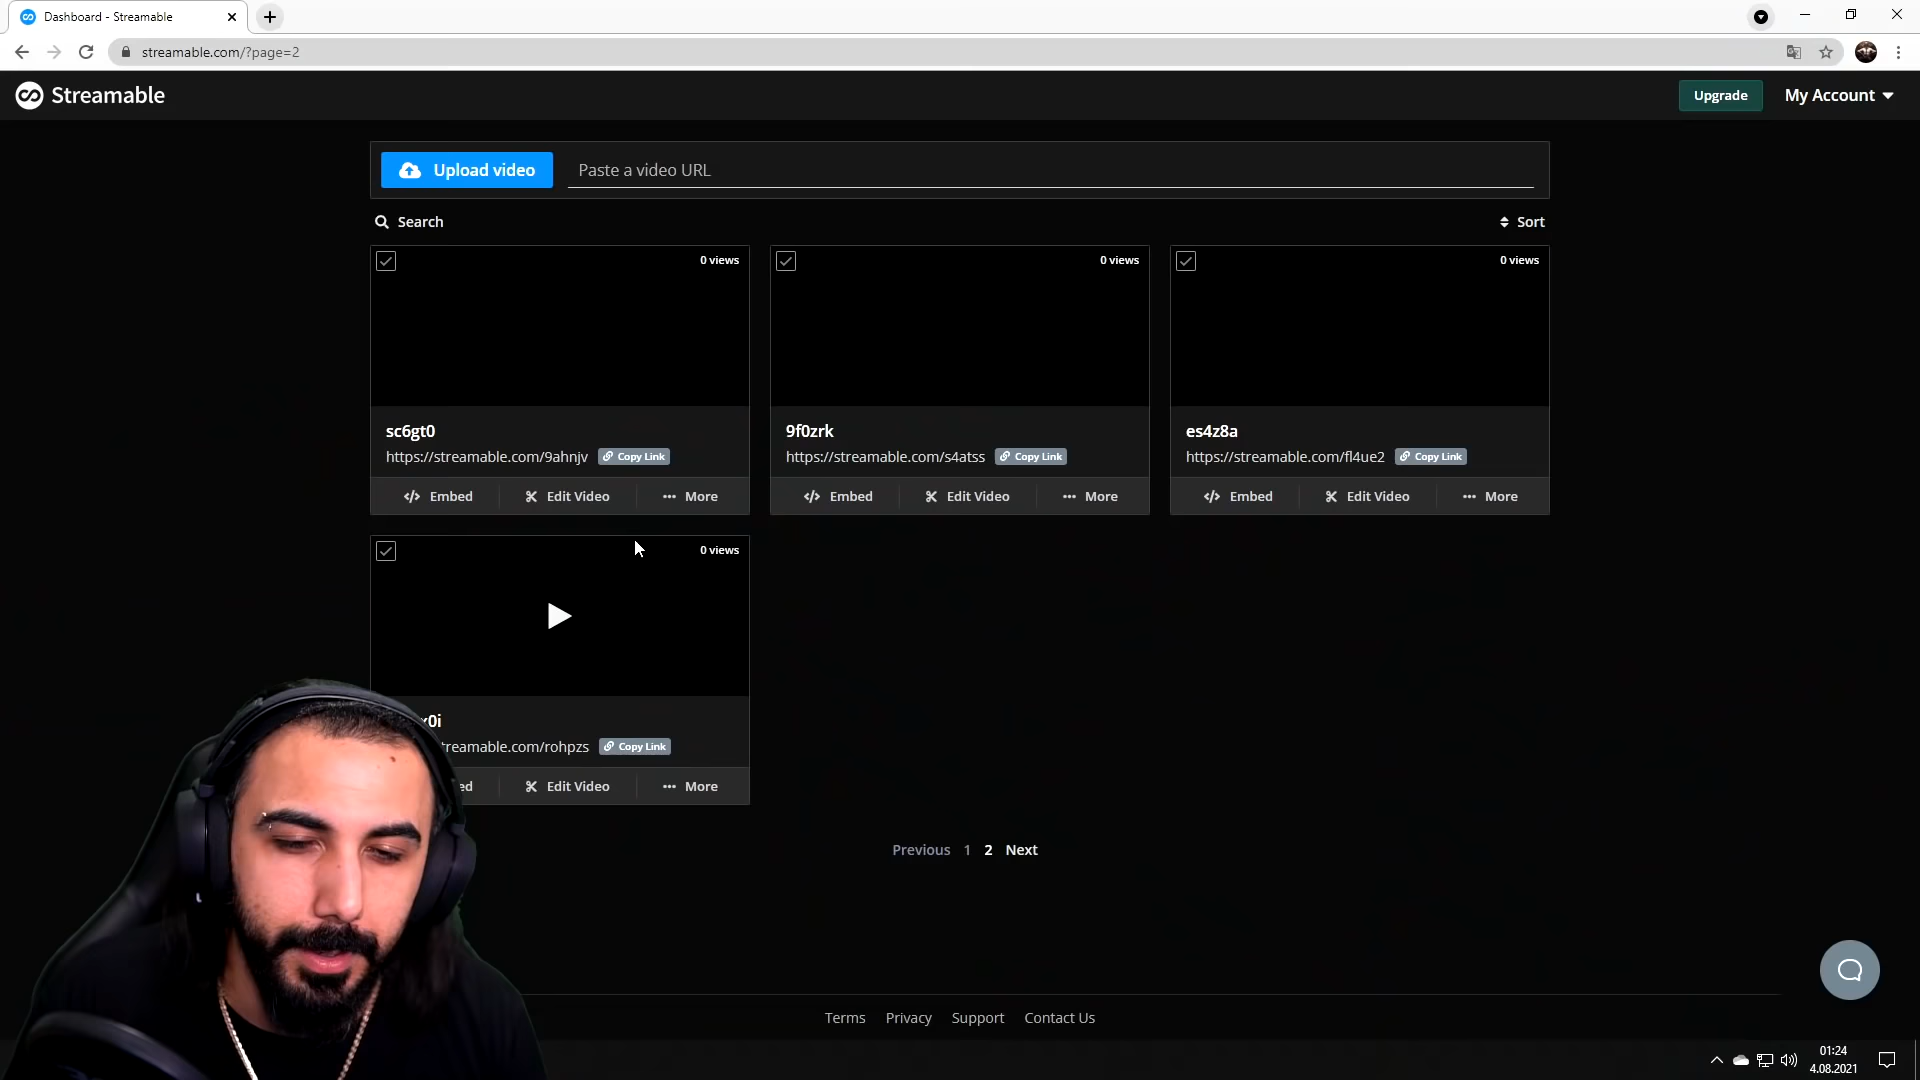 Dashboard - Streamable
streamable.com/?page=2
Streamable
Upgrade
My Account
Upload video
Paste a video URL
Search
Sort
0 views
0 views
0 views
sc6gt0
9f0zrk
es4z8a
https://streamable.com/9ahnjv Copy Link
https://streamable.com/s4atss Copy Link
https://streamable.com/fl4ue2 Copy Link
Embed Edit Video More
Embed Edit Video More
Embed Edit Video More
0 views
x0i
treamable.com/rohpzs Copy Link
ed Edit Video More
Previous 1 2 Next
Terms Privacy Support Contact Us
01:24
4.08.2021